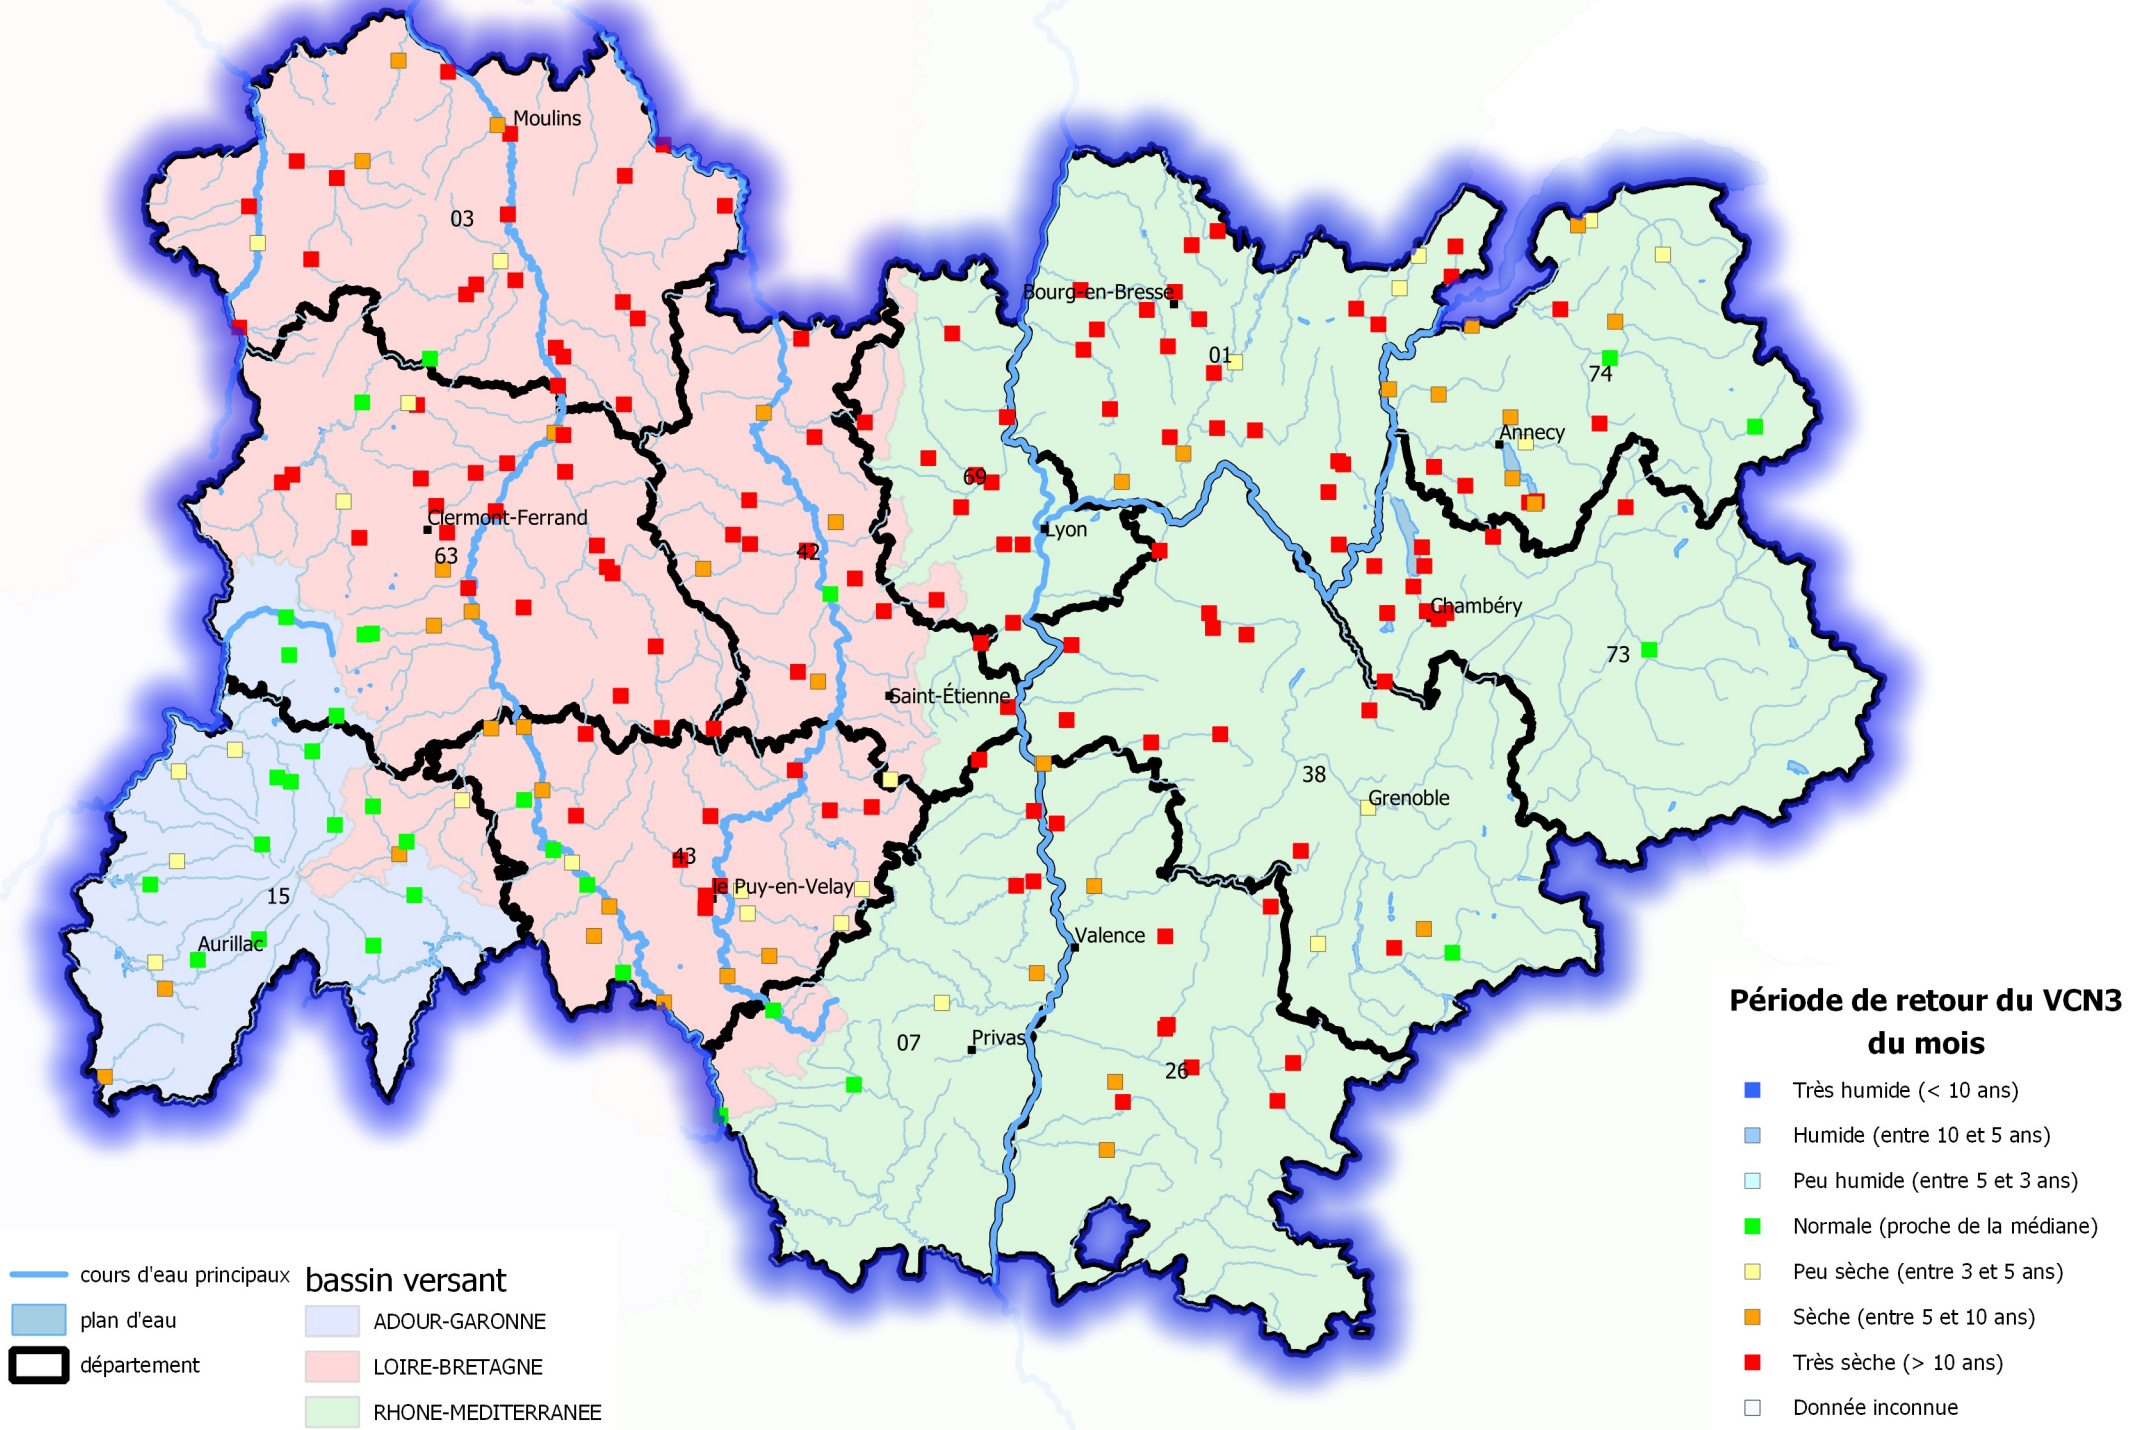 Moulins
03
Bourg-en-Bresse
01
74
Annecy
69
Clermont-Ferrand
Lyon
63
42
Chambéry
73
Saint-Étienne
38
Grenoble
43
le Puy-en-Velay
15
Aurillac
Valence
07
Privas
26
Période de retour du VCN3
du mois
Très humide (< 10 ans)
Humide (entre 10 et 5 ans)
Peu humide (entre 5 et 3 ans)
Normale (proche de la médiane)
Peu sèche (entre 3 et 5 ans)
Sèche (entre 5 et 10 ans)
Très sèche (> 10 ans)
Donnée inconnue
cours d'eau principaux
plan d'eau
département
bassin versant
ADOUR-GARONNE
LOIRE-BRETAGNE
RHONE-MEDITERRANEE